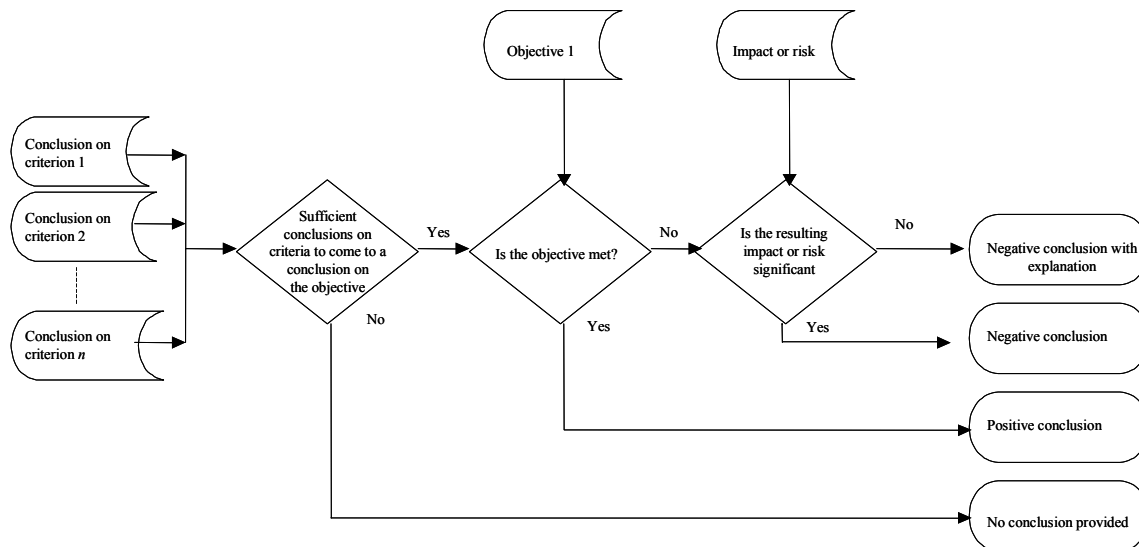 Objective 1
Impact or risk
Conclusion on
criterion 1
Conclusion on
criterion 2
Conclusion on
criterion n
Sufficient
conclusions on
criteria to come to a
conclusion on
the objective
Yes
No
Is the objective met?
No
Yes
Is the resulting
impact or risk
significant
No
Yes
Negative conclusion with
explanation
Negative conclusion
Positive conclusion
No conclusion provided